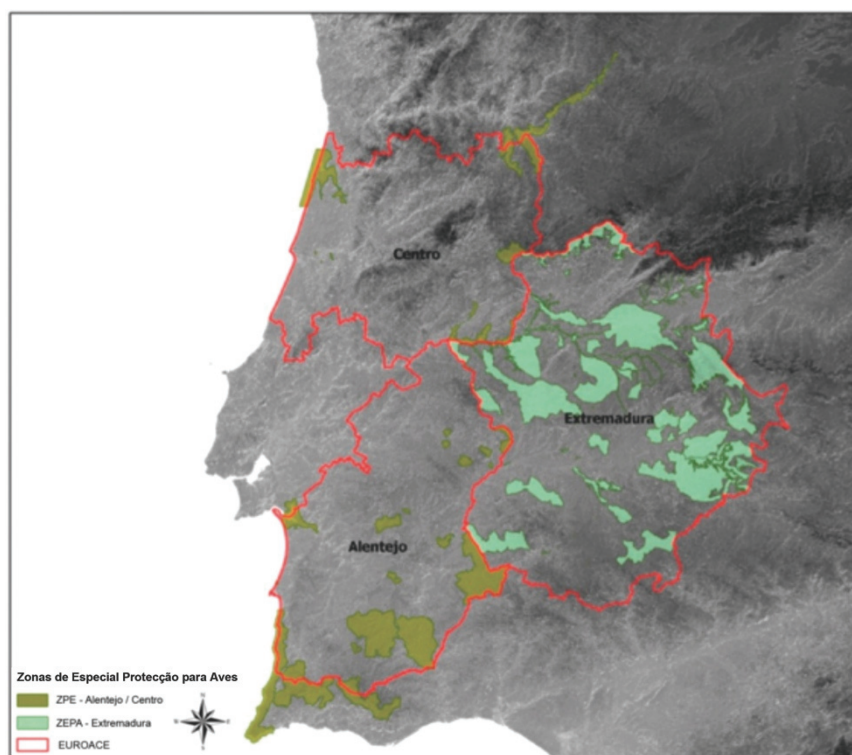 Centro
Extremadura
Alentejo
Zonas de Especial Protecção para Aves
ZPE - Alentejo / Centro
ZEPA - Extremadura
EUROACE
N